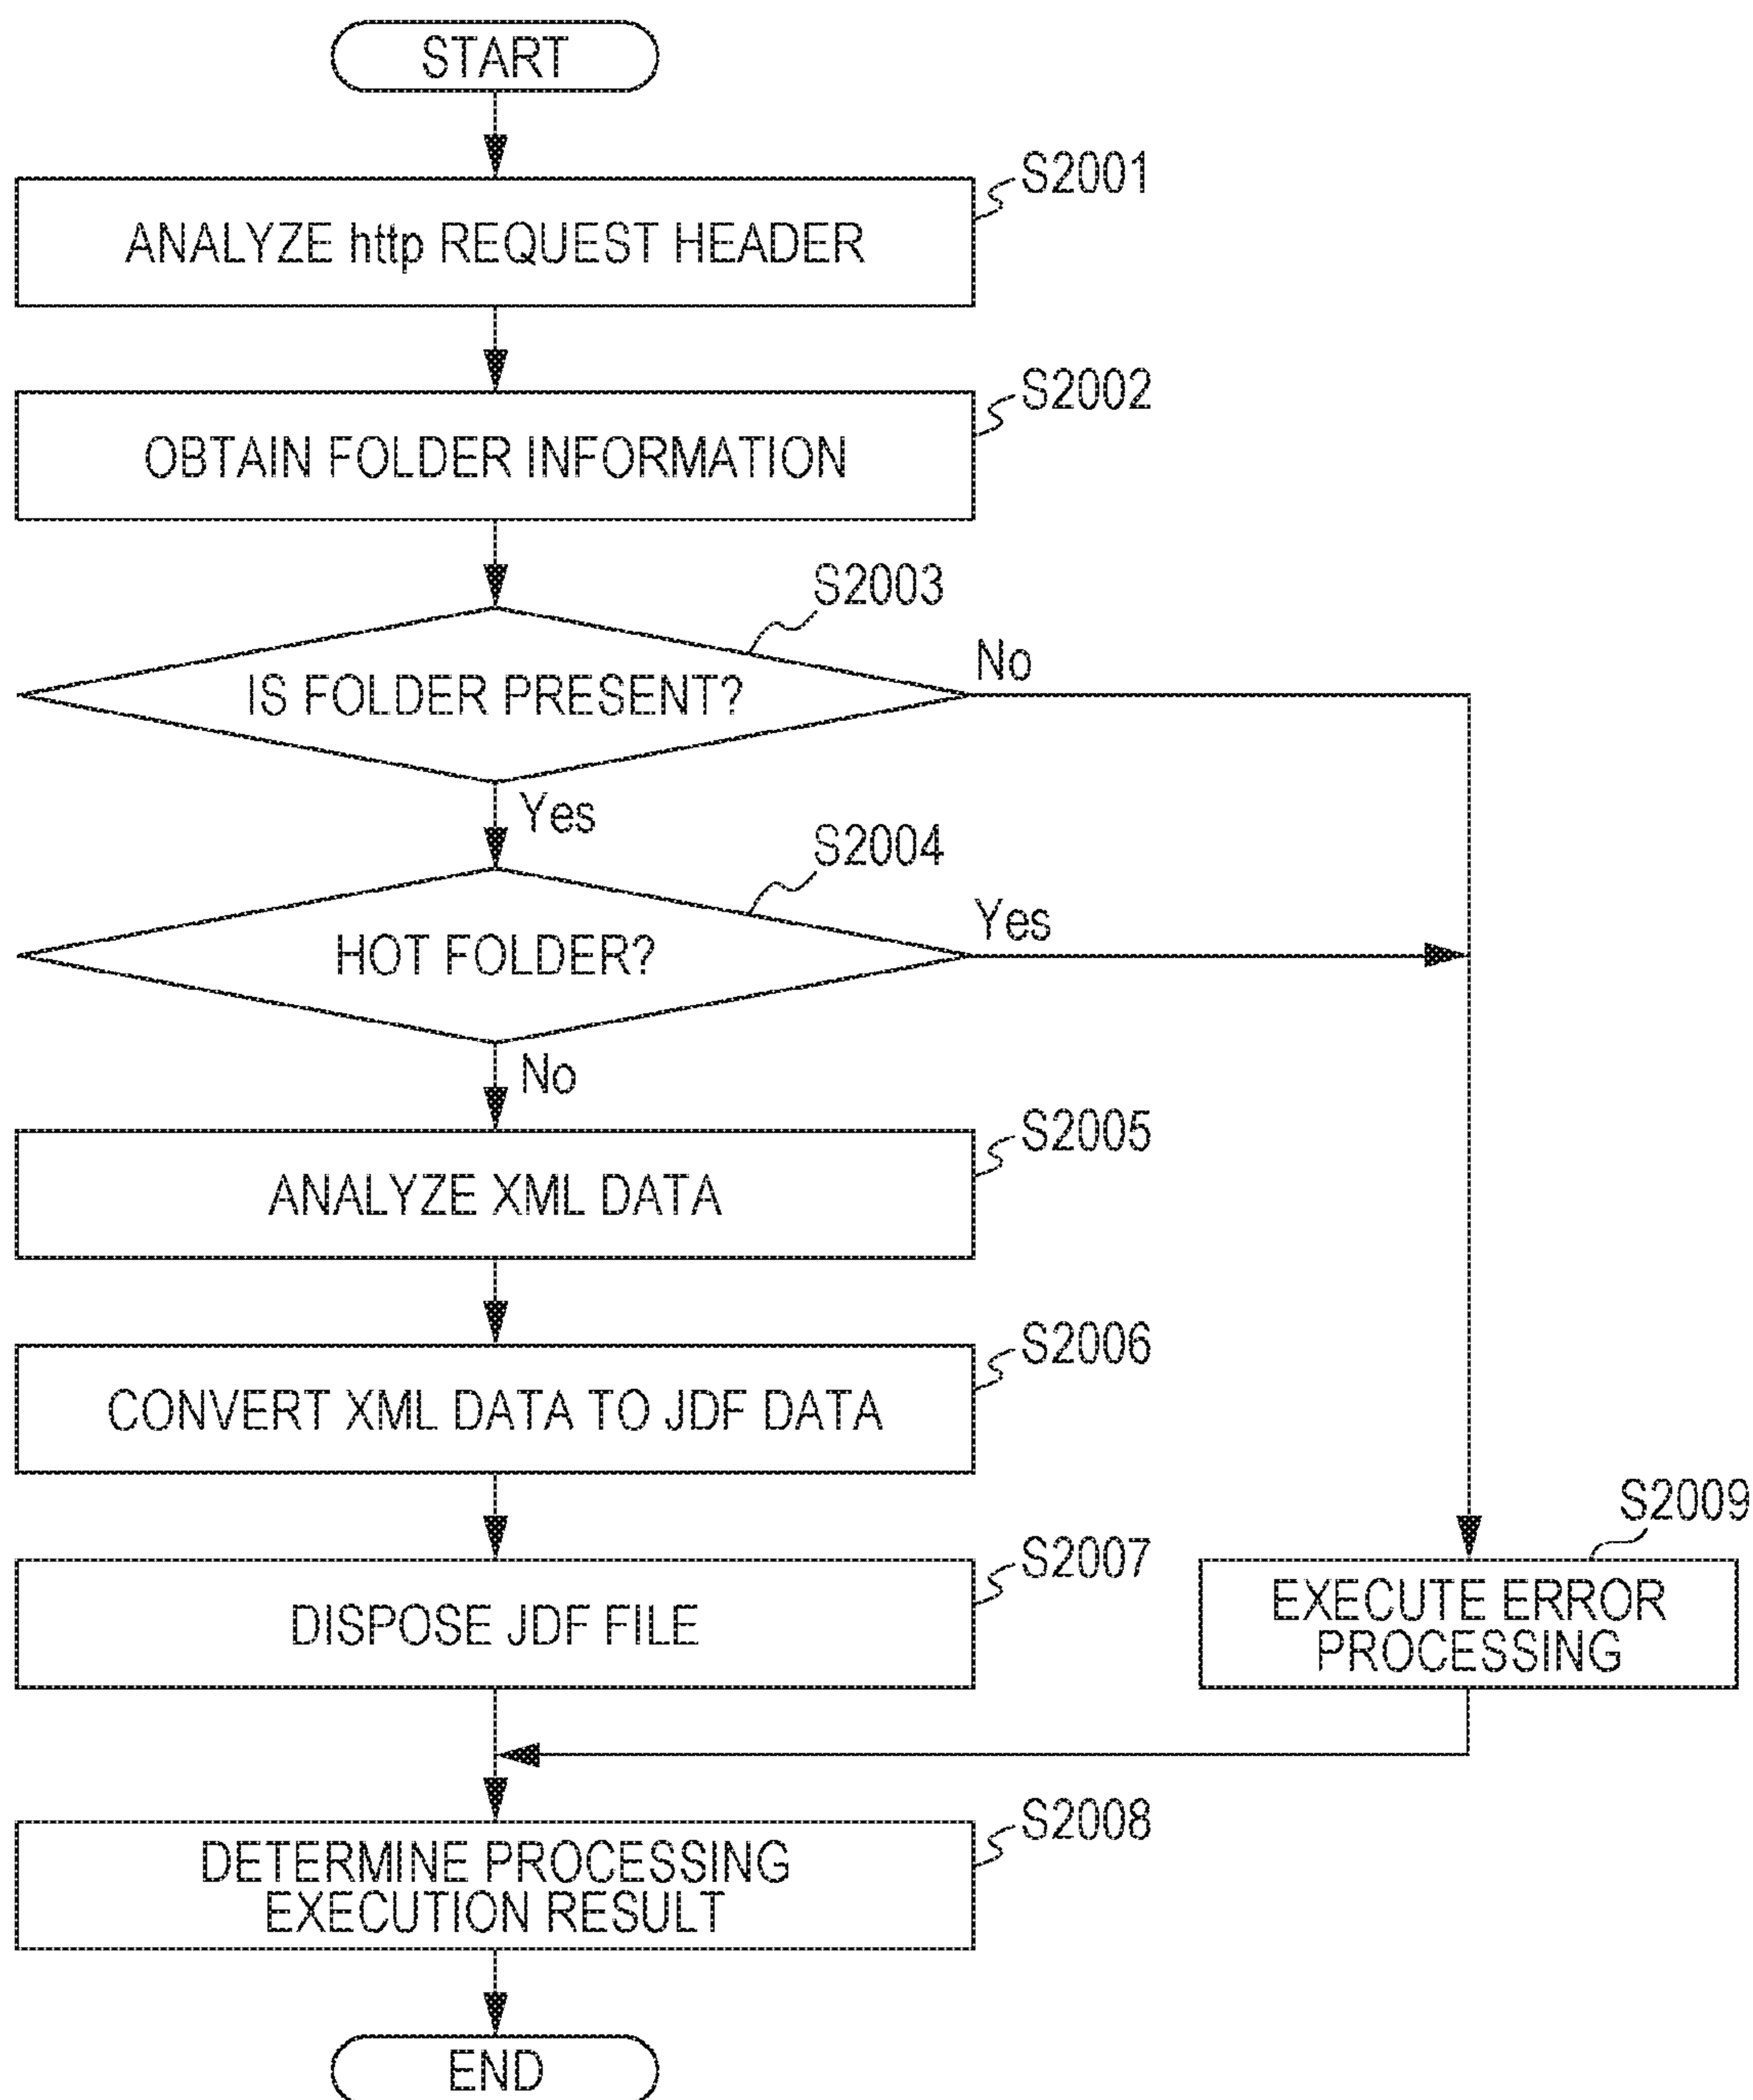 START
S2001
ANALYZE http REQUEST HEADER
S2002
OBTAIN FOLDER INFORMATION
S2003
IS FOLDER PRESENT?
No
Yes
S2004
HOT FOLDER?
Yes
No
S2005
ANALYZE XML DATA
S2006
CONVERT XML DATA TO JDF DATA
S2007
DISPOSE JDF FILE
S2009
EXECUTE ERROR
PROCESSING
S2008
DETERMINE PROCESSING
EXECUTION RESULT
END